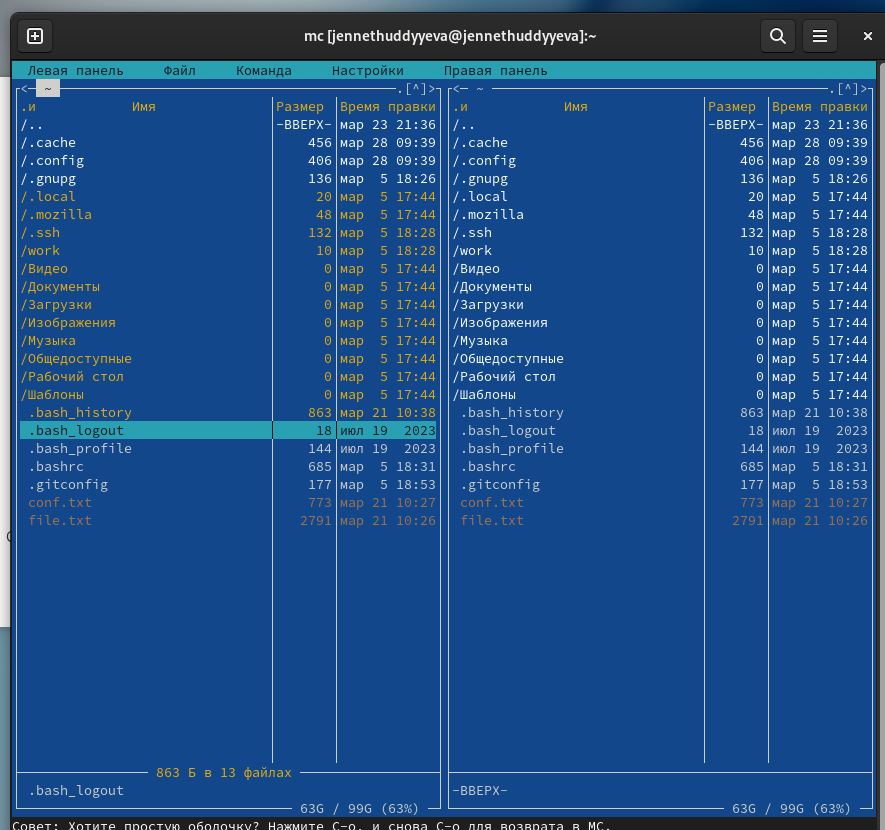 mc [jennethuddyyeva@jennethuddyyeva]:~
Левая панель Файл Команда Настройки Правая панель
<- ~ .[^]> <- ~ .[^]>
.и Имя Размер Время правки .и Имя Размер Время правки
/.. -ВВЕРХ- мар 23 21:36 /.. -ВВЕРХ- мар 23 21:36
/.cache 456 мар 28 09:39 /.cache 456 мар 28 09:39
/.config 406 мар 28 09:39 /.config 406 мар 28 09:39
/.gnupg 136 мар 5 18:26 /.gnupg 136 мар 5 18:26
/.local 20 мар 5 17:44 /.local 20 мар 5 17:44
/.mozilla 48 мар 5 17:44 /.mozilla 48 мар 5 17:44
/.ssh 132 мар 5 18:28 /.ssh 132 мар 5 18:28
/work 10 мар 5 18:28 /work 10 мар 5 18:28
/Видео 0 мар 5 17:44 /Видео 0 мар 5 17:44
/Документы 0 мар 5 17:44 /Документы 0 мар 5 17:44
/Загрузки 0 мар 5 17:44 /Загрузки 0 мар 5 17:44
/Изображения 0 мар 5 17:44 /Изображения 0 мар 5 17:44
/Музыка 0 мар 5 17:44 /Музыка 0 мар 5 17:44
/Общедоступные 0 мар 5 17:44 /Общедоступные 0 мар 5 17:44
/Рабочий стол 0 мар 5 17:44 /Рабочий стол 0 мар 5 17:44
/Шаблоны 0 мар 5 17:44 /Шаблоны 0 мар 5 17:44
.bash_history 863 мар 21 10:38 .bash_history 863 мар 21 10:38
.bash_logout 18 июл 19 2023 .bash_logout 18 июл 19 2023
.bash_profile 144 июл 19 2023 .bash_profile 144 июл 19 2023
.bashrc 685 мар 5 18:31 .bashrc 685 мар 5 18:31
.gitconfig 177 мар 5 18:53 .gitconfig 177 мар 5 18:53
conf.txt 773 мар 21 10:27 conf.txt 773 мар 21 10:27
file.txt 2791 мар 21 10:26 file.txt 2791 мар 21 10:26
863 Б в 13 файлах
.bash_logout -ВВЕРХ-
63G / 99G (63%) 63G / 99G (63%)
Совет: Хотите простую оболочку? Нажмите C-o, и снова C-o для возврата в MC.